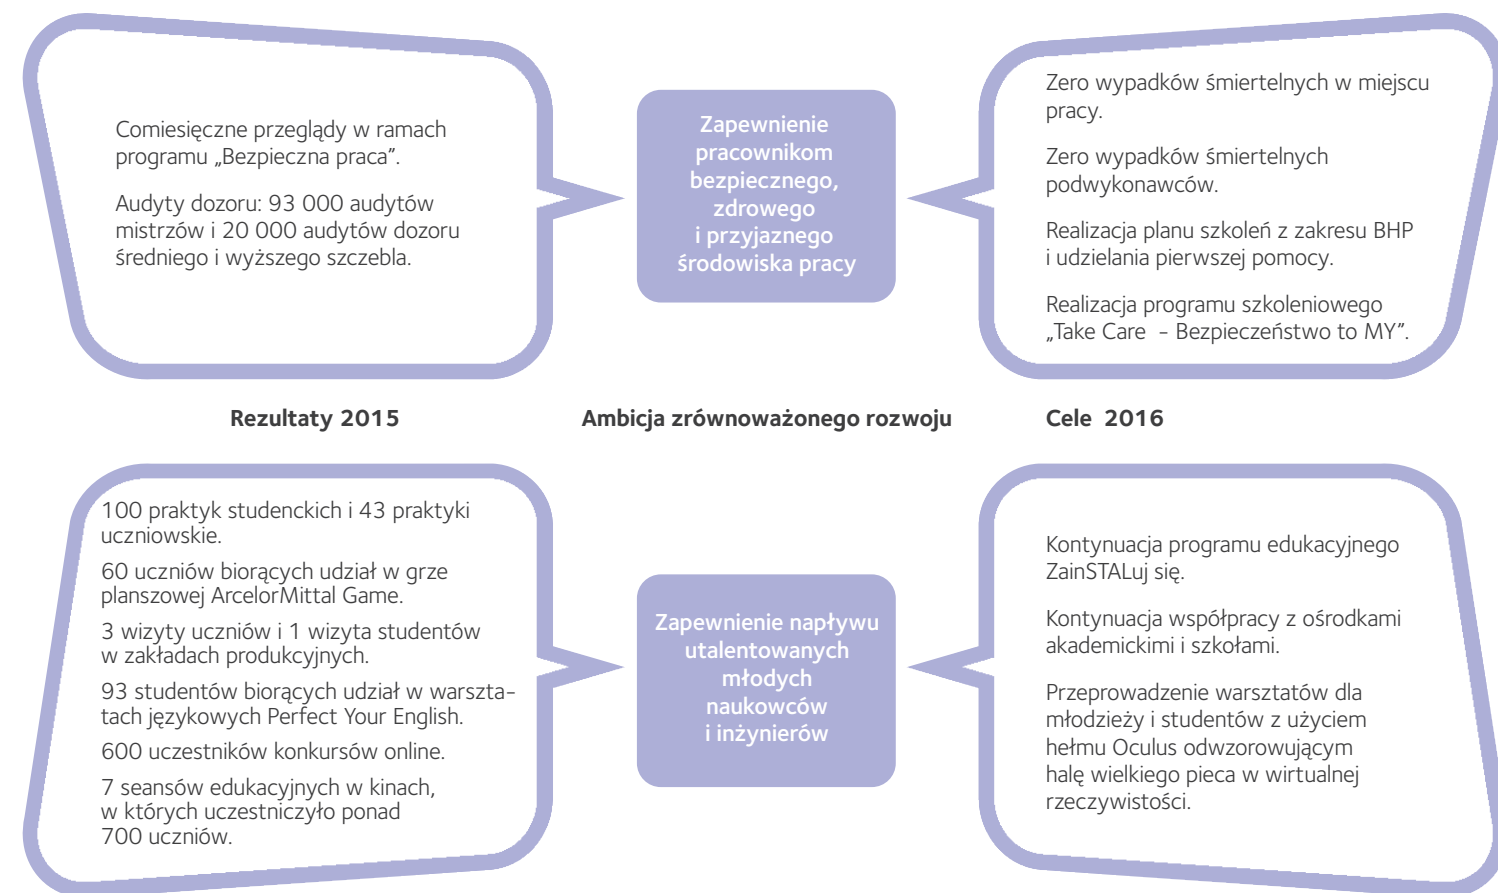 Comiesięczne przeglądy w ramach
programu „Bezpieczna praca”.
Audyty dozoru: 93 000 audytów
mistrzów i 20 000 audytów dozoru
średniego i wyższego szczebla.
Zapewnienie
pracownikom
bezpiecznego,
zdrowego
i przyjaznego
środowiska pracy
Zero wypadków śmiertelnych w miejscu
pracy.
Zero wypadków śmiertelnych
podwykonawców.
Realizacja planu szkoleń z zakresu BHP
i udzielania pierwszej pomocy.
Realizacja programu szkoleniowego
„Take Care - Bezpieczeństwo to MY”.
Rezultaty 2015
Ambicja zrównoważonego rozwoju
Cele 2016
100 praktyk studenckich i 43 praktyki
uczniowskie.
60 uczniów biorących udział w grze
planszowej ArcelorMittal Game.
3 wizyty uczniów i 1 wizyta studentów
w zakładach produkcyjnych.
93 studentów biorących udział w warszta-
tach językowych Perfect Your English.
600 uczestników konkursów online.
7 seansów edukacyjnych w kinach,
w których uczestniczyło ponad
700 uczniów.
Zapewnienie napływu
utalentowanych
młodych
naukowców
i inżynierów
Kontynuacja programu edukacyjnego
ZainSTALuj się.
Kontynuacja współpracy z ośrodkami
akademickimi i szkołami.
Przeprowadzenie warsztatów dla
młodzieży i studentów z użyciem
hełmu Oculus odwzorowującym
halę wielkiego pieca w wirtualnej
rzeczywistości.